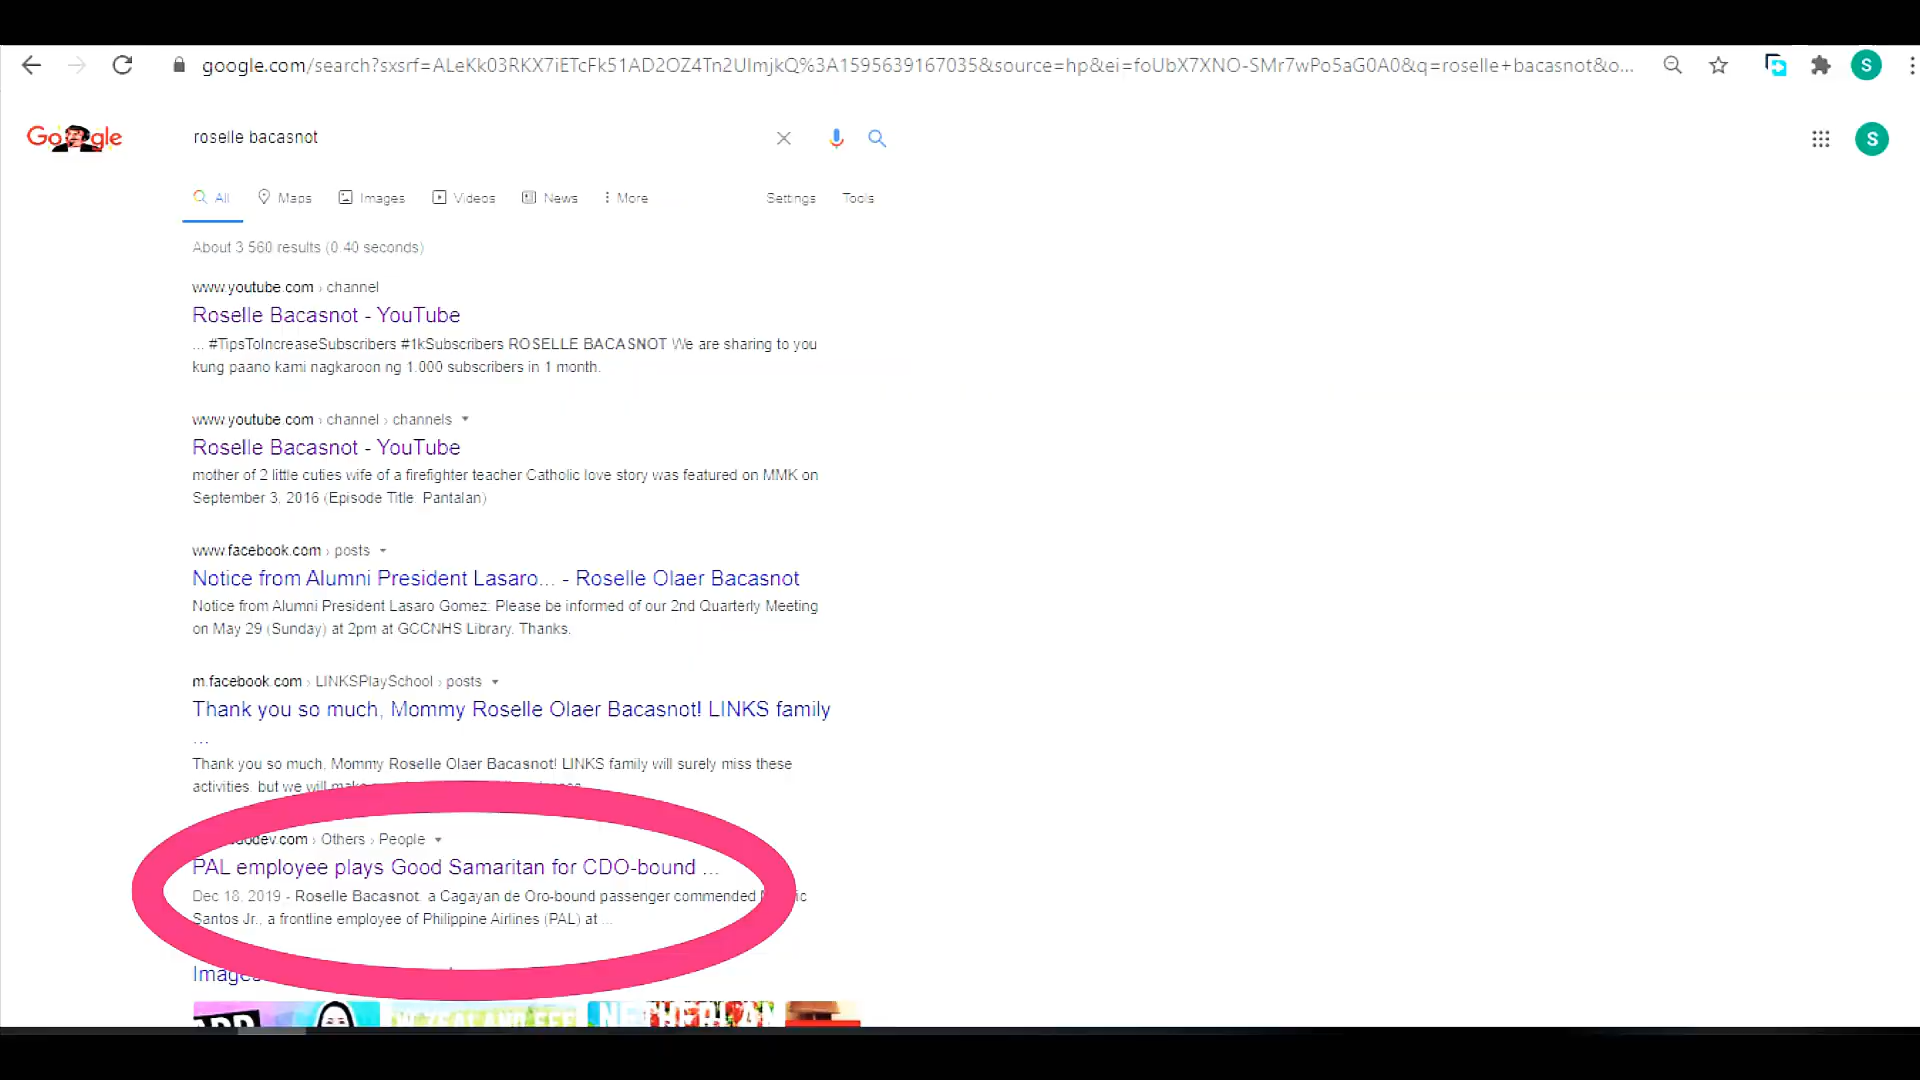 google.com/search?sxsrf=ALeKk03RKX7iETcFk51AD2OZ4Tn2UImjkQ%3A1595639167035&source=hp&ei=foUbX7XNO-SMr7wPo5aG0A0&q=roselle+bacasnot&o...
S
Google
roselle bacasnot
S
All Maps Images Videos News More Settings Tools
About 3 560 results (0 40 seconds)
www.youtube.com › channel
Roselle Bacasnot - YouTube
... #TipsToIncreaseSubscribers #1kSubscribers ROSELLE BACASNOT We are sharing to you
kung paano kami nagkaroon ng 1.000 subscribers in 1 month.
www.youtube.com › channel › channels
Roselle Bacasnot - YouTube
mother of 2 little cuties wife of a firefighter teacher Catholic love story was featured on MMK on
September 3, 2016 (Episode Title: Pantalan)
www.facebook.com › posts
Notice from Alumni President Lasaro... - Roselle Olaer Bacasnot
Notice from Alumni President Lasaro Gomez: Please be informed of our 2nd Quarterly Meeting
on May 29 (Sunday) at 2pm at GCCNHS Library. Thanks.
m.facebook.com › LINKSPlaySchool › posts
Thank you so much, Mommy Roselle Olaer Bacasnot! LINKS family
...
Thank you so much, Mommy Roselle Olaer Bacasnot! LINKS family will surely miss these
activities, but we will
dev.com › Others › People
PAL employee plays Good Samaritan for CDO-bound ...
Dec 18, 2019 - Roselle Bacasnot, a Cagayan de Oro-bound passenger commended
Santos Jr., a frontline employee of Philippine Airlines (PAL) at ...
Images